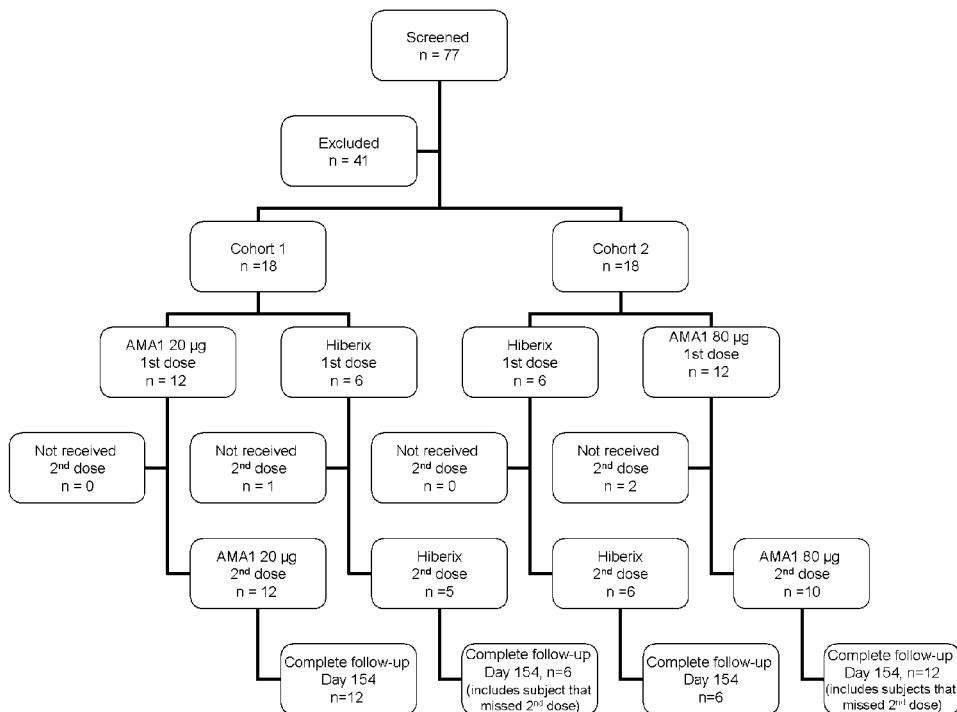 Screened
n = 77
Excluded
n = 41
Cohort 1
n =18
Cohort 2
n =18
AMA1 20 µg
1st dose
n = 12
Hiberix
1st dose
n = 6
Hiberix
1st dose
n = 6
AMA1 80 µg
1st dose
n = 12
Not received
2nd dose
n = 0
Not received
2nd dose
n = 1
Not received
2nd dose
n = 0
Not received
2nd dose
n = 2
AMA1 20 µg
2nd dose
n = 12
Hiberix
2nd dose
n =5
Hiberix
2nd dose
n =6
AMA1 80 µg
2nd dose
n =10
Complete follow-up
Day 154
n=12
Complete follow-up
Day 154, n=6
(includes subject that
missed 2nd dose)
Complete follow-up
Day 154
n=6
Complete follow-up
Day 154, n=12
(includes subjects that
missed 2nd dose)